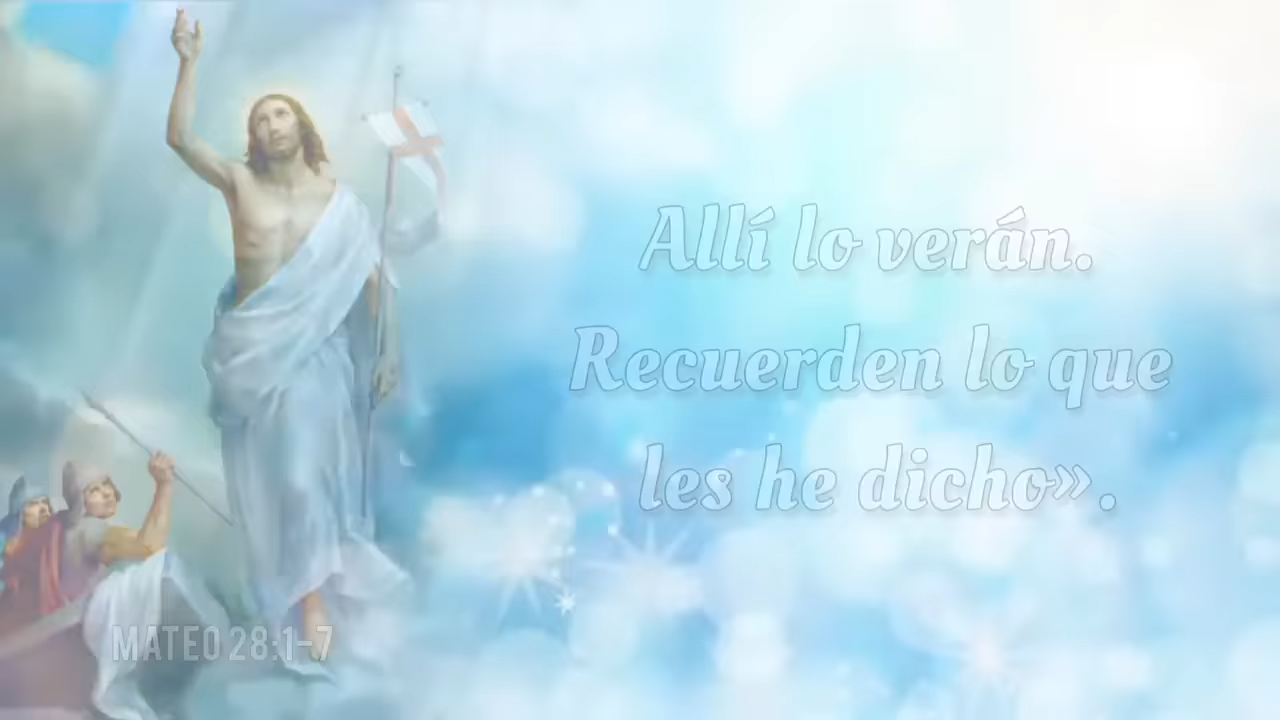 Allí lo verán.
Recuerden lo que
les he dicho».
MATEO 28:1-7